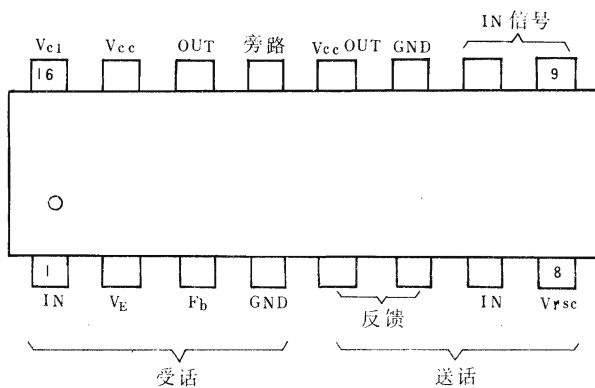 IN 信号
Vc1 Vcc OUT 旁路 Vcc OUT GND
16 9
1 8
IN VE Fb GND IN Vrsc
反馈
受话 送话